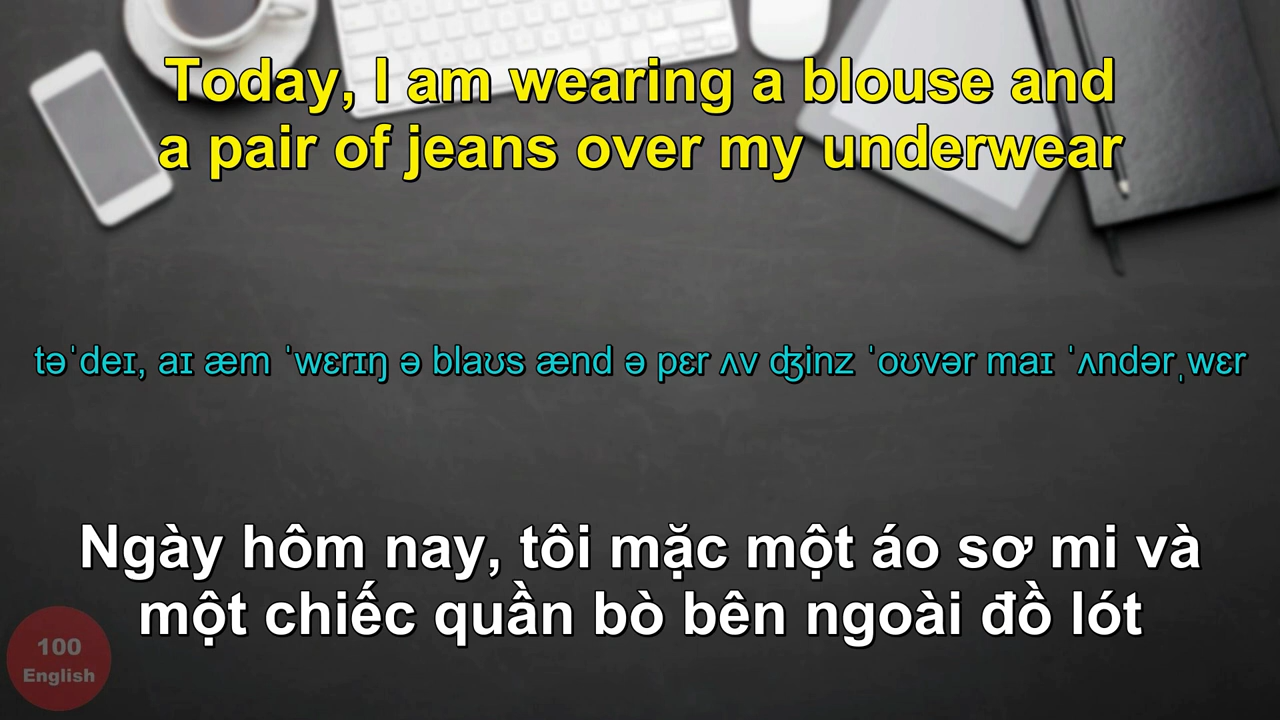 Today, I am wearing a blouse and
a pair of jeans over my underwear
təˈdeɪ, aɪ æm ˈwɛrɪŋ ə blaʊs ænd ə pɛr ʌv ʤinz ˈoʊvər maɪ ˈʌndərˌwɛr
Ngày hôm nay, tôi mặc một áo sơ mi và
một chiếc quần bò bên ngoài đồ lót
100
English